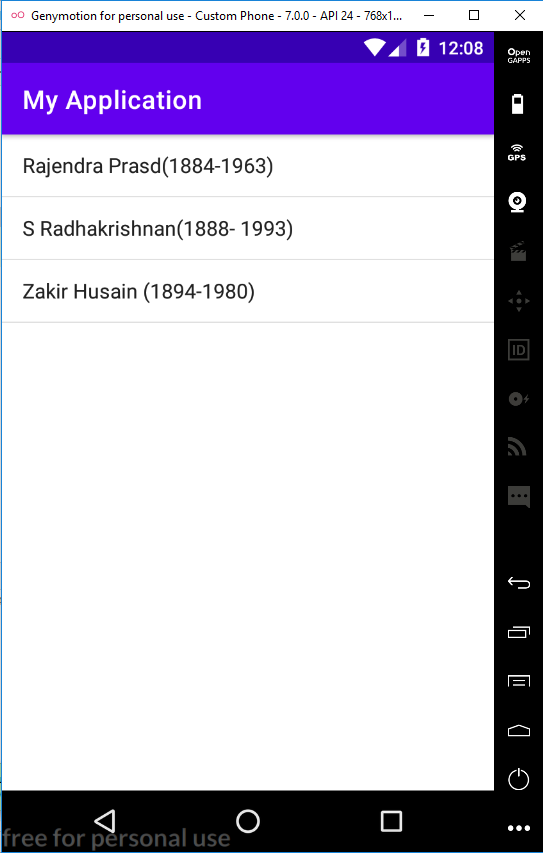 Genymotion for personal use - Custom Phone - 7.0.0 - API 24 - 768x1...
12:08
Open
GAPPS
My Application
GPS
Rajendra Prasd(1884-1963)
S Radhakrishnan(1888- 1993)
Zakir Husain (1894-1980)
ID
free for personal use